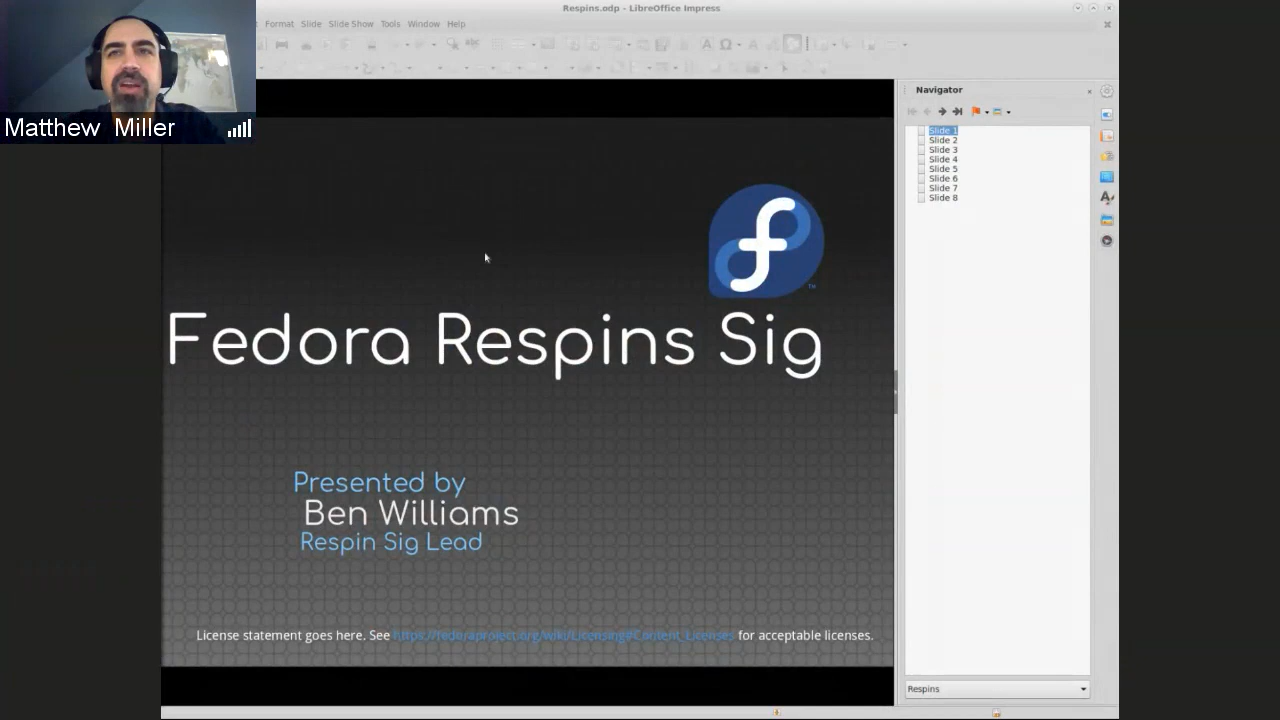 Respins.odp - LibreOffice Impress
Format Slide Slide Show Tools Window Help
Matthew Miller
Navigator
Slide 1
Slide 2
Slide 3
Slide 4
Slide 5
Slide 6
Slide 7
Slide 8
Fedora Respins Sig
Presented by
Ben Williams
Respin Sig Lead
License statement goes here. See https://fedoraproject.org/wiki/Licensing#Content_Licenses for acceptable licenses.
Respins